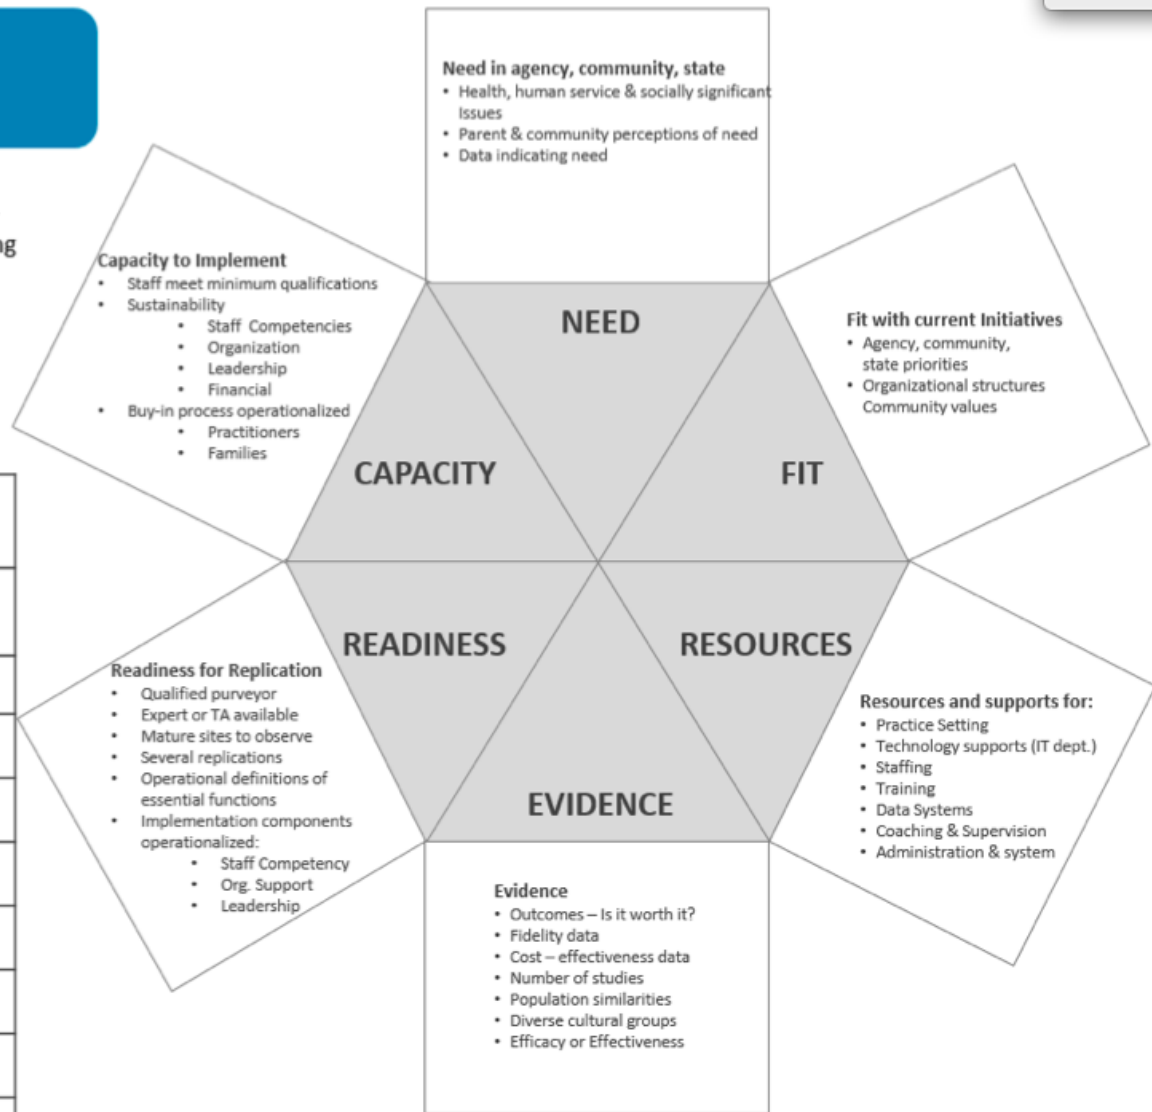 Need in agency, community, state
• Health, human service & socially significant
Issues
• Parent & community perceptions of need
• Data indicating need
ng
Capacity to Implement
• Staff meet minimum qualifications
• Sustainability
• Staff Competencies
• Organization
• Leadership
• Financial
• Buy-in process operationalized
• Practitioners
• Families
NEED
Fit with current Initiatives
• Agency, community,
state priorities
• Organizational structures
Community values
CAPACITY
FIT
READINESS
RESOURCES
Readiness for Replication
• Qualified purveyor
• Expert or TA available
• Mature sites to observe
• Several replications
• Operational definitions of
essential functions
• Implementation components
operationalized:
• Staff Competency
• Org. Support
• Leadership
Resources and supports for:
• Practice Setting
• Technology supports (IT dept.)
• Staffing
• Training
• Data Systems
• Coaching & Supervision
• Administration & system
EVIDENCE
Evidence
• Outcomes – Is it worth it?
• Fidelity data
• Cost – effectiveness data
• Number of studies
• Population similarities
• Diverse cultural groups
• Efficacy or Effectiveness